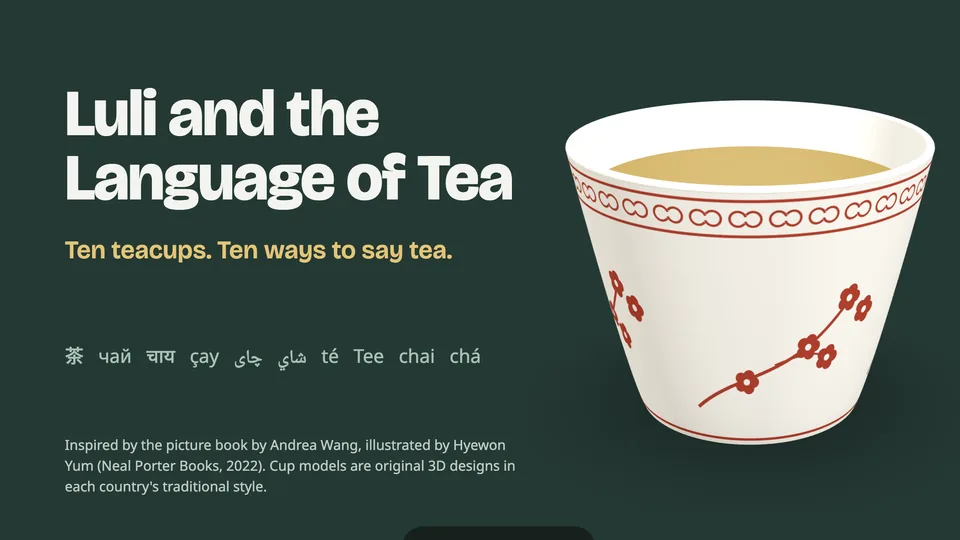 Luli and the
Language of Tea
Ten teacups. Ten ways to say tea.
茶 чай चाय çay چای شاي té Tee chai chá
Inspired by the picture book by Andrea Wang, illustrated by Hyewon
Yum (Neal Porter Books, 2022). Cup models are original 3D designs in
each country's traditional style.